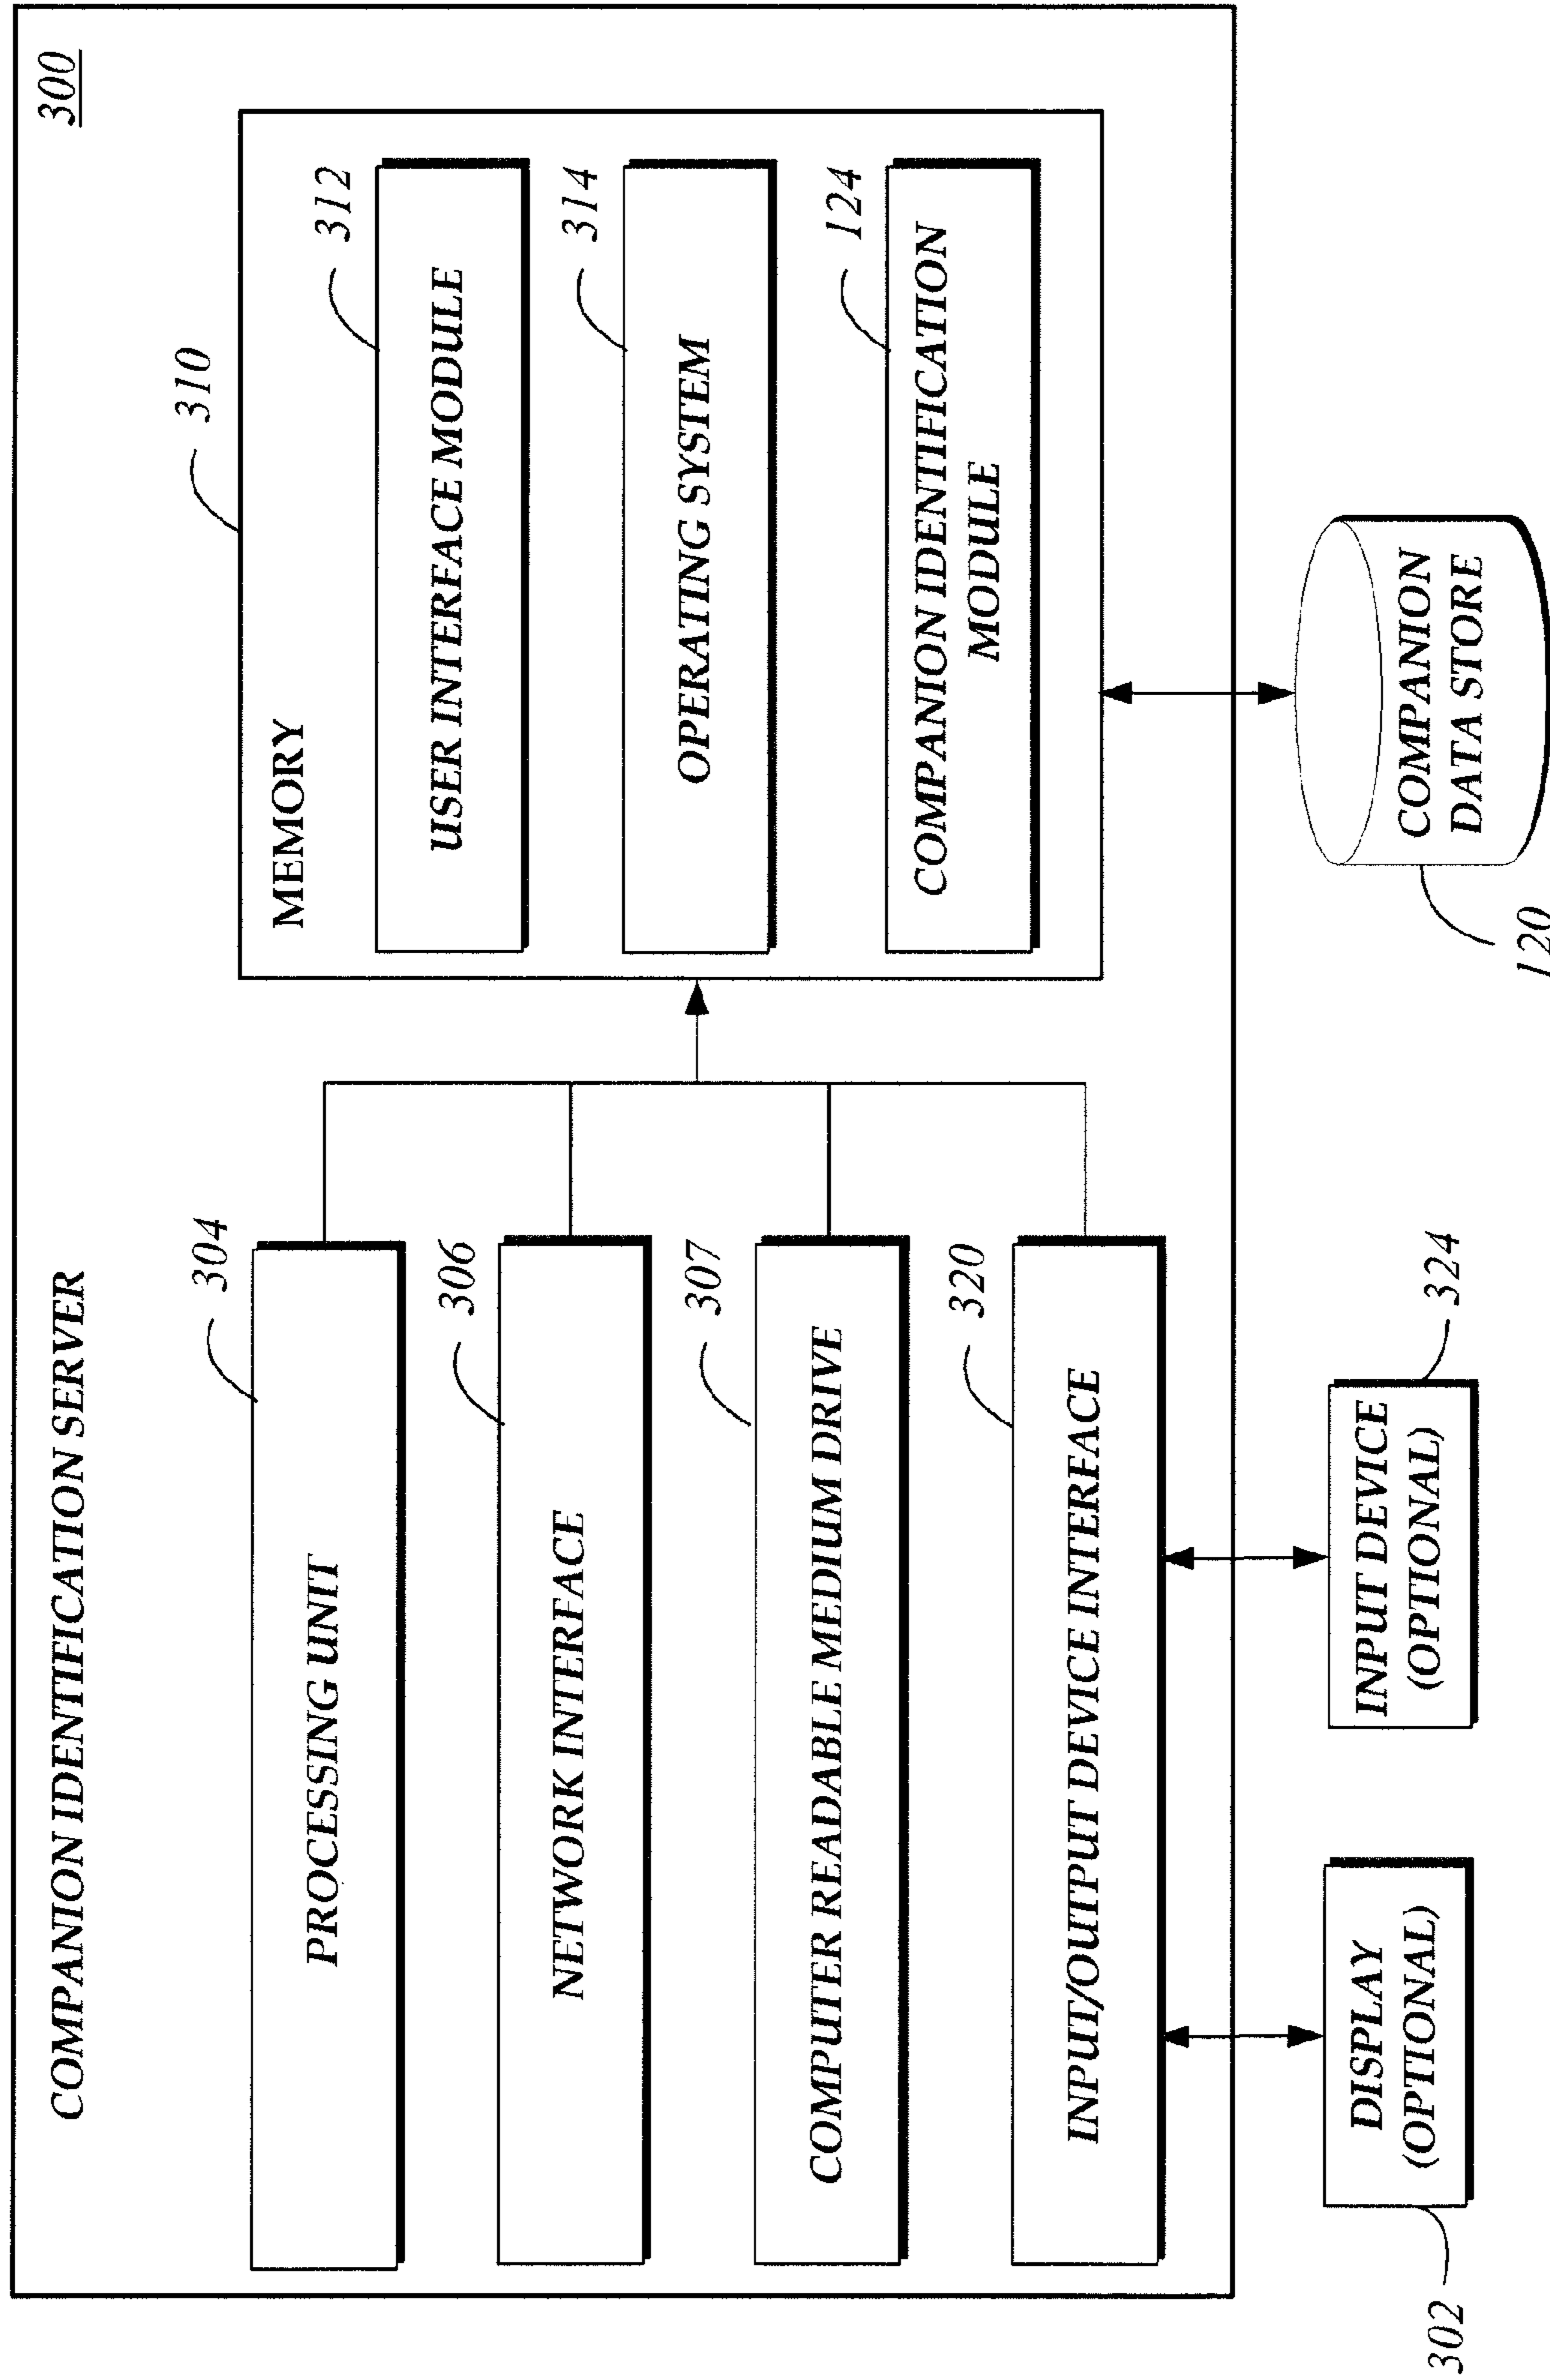 COMPANION IDENTIFICATION SERVER
300
304
PROCESSING UNIT
306
NETWORK INTERFACE
307
COMPUTER READABLE MEDIUM DRIVE
320
INPUT/OUTPUT DEVICE INTERFACE
310
MEMORY
312
USER INTERFACE MODULE
314
OPERATING SYSTEM
124
COMPANION IDENTIFICATION
MODULE
302
DISPLAY
(OPTIONAL)
324
INPUT DEVICE
(OPTIONAL)
120
COMPANION
DATA STORE